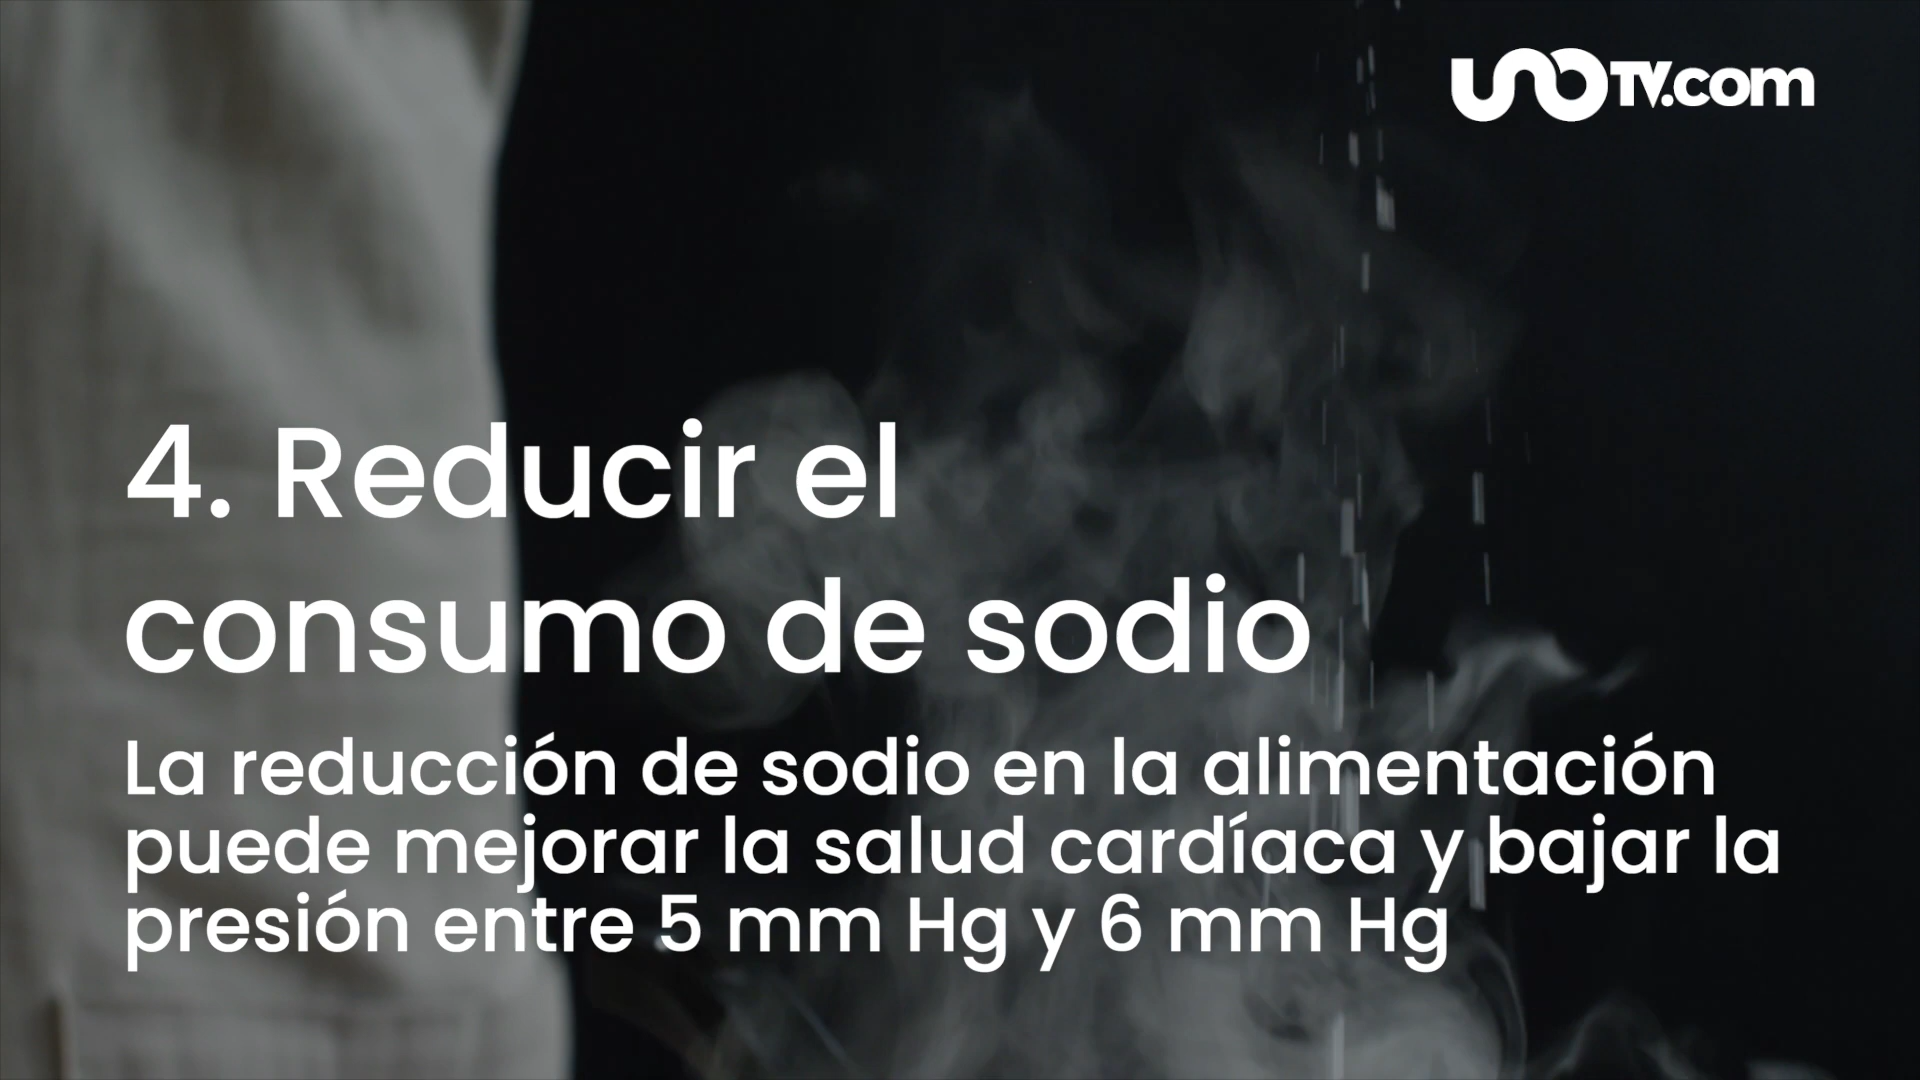 UNOTV.com
4. Reducir el
consumo de sodio
La reducción de sodio en la alimentación
puede mejorar la salud cardíaca y bajar la
presión entre 5 mm Hg y 6 mm Hg